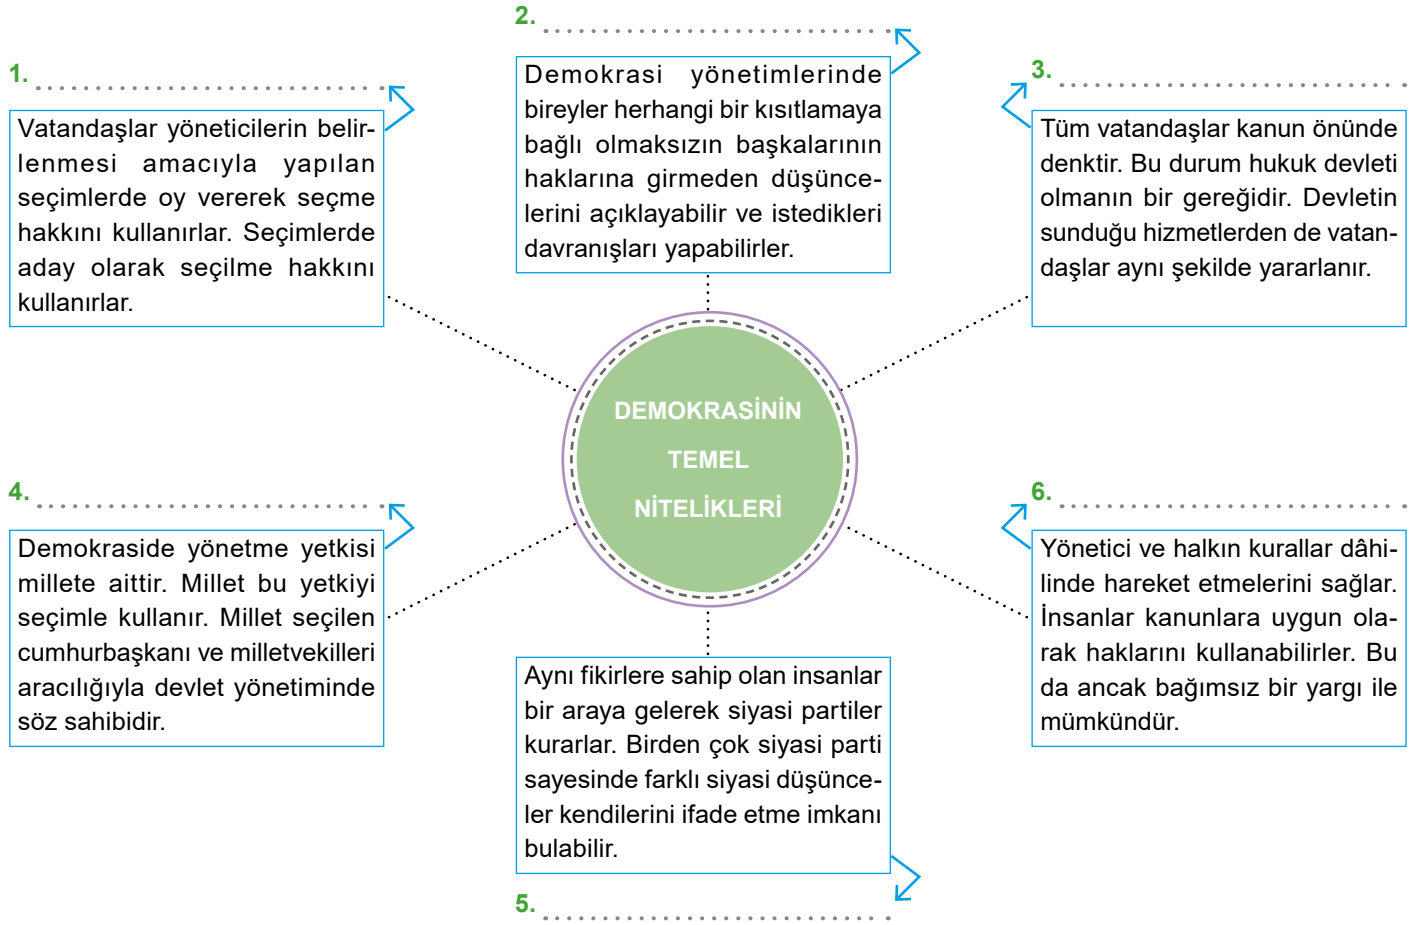 1.
Vatandaşlar yöneticilerin belir-
lenmesi amacıyla yapılan
seçimlerde oy vererek seçme
hakkını kullanırlar. Seçimlerde
aday olarak seçilme hakkını
kullanırlar.
2.
Demokrasi yönetimlerinde
bireyler herhangi bir kısıtlamaya
bağlı olmaksızın başkalarının
haklarına girmeden düşünce-
lerini açıklayabilir ve istedikleri
davranışları yapabilirler.
3.
Tüm vatandaşlar kanun önünde
denktir. Bu durum hukuk devleti
olmanın bir gereğidir. Devletin
sunduğu hizmetlerden de vatan-
daşlar aynı şekilde yararlanır.
DEMOKRASİNİN
TEMEL
NİTELİKLERİ
4.
Demokraside yönetme yetkisi
millete aittir. Millet bu yetkiyi
seçimle kullanır. Millet seçilen
cumhurbaşkanı ve milletvekilleri
aracılığıyla devlet yönetiminde
söz sahibidir.
Aynı fikirlere sahip olan insanlar
bir araya gelerek siyasi partiler
kurarlar. Birden çok siyasi parti
sayesinde farklı siyasi düşünce-
ler kendilerini ifade etme imkanı
bulabilir.
5.
6.
Yönetici ve halkın kurallar dâhi-
linde hareket etmelerini sağlar.
İnsanlar kanunlara uygun ola-
rak haklarını kullanabilirler. Bu
da ancak bağımsız bir yargı ile
mümkündür.